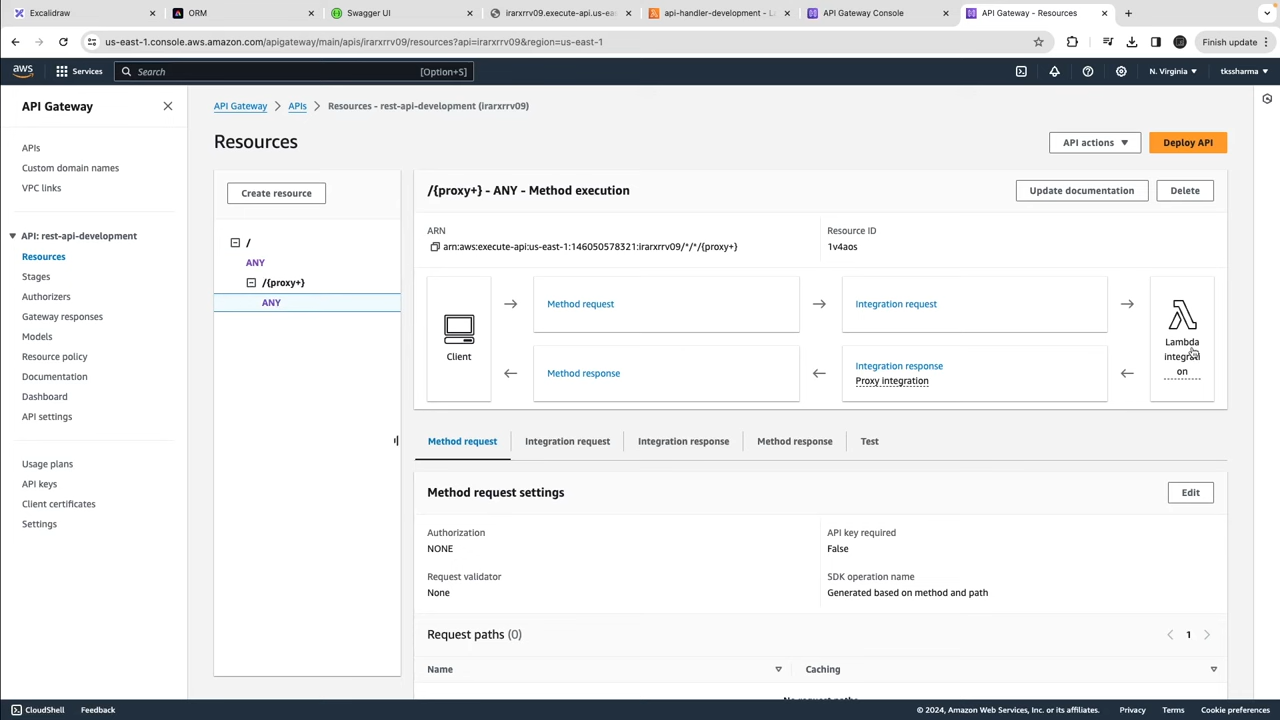 Excalidraw
ORM
Swagger UI
irarxrrv09.execute-api.us-eas
api-handler-development - La
API Gateway Console
API Gateway - Resources
us-east-1.console.aws.amazon.com/apigateway/main/apis/irarxrrv09/resources?api=irarxrrv09&region=us-east-1
Finish update
aws
Services
Search
[Option+S]
N. Virginia
tkssharma
API Gateway
APIs
Custom domain names
VPC links
API: rest-api-development
Resources
Stages
Authorizers
Gateway responses
Models
Resource policy
Documentation
Dashboard
API settings
Usage plans
API keys
Client certificates
Settings
API Gateway
APIs
Resources - rest-api-development (irarxrrv09)
Resources
API actions
Deploy API
Create resource
/
ANY
/{proxy+}
ANY
/{proxy+} - ANY - Method execution
Update documentation
Delete
ARN
arn:aws:execute-api:us-east-1:146050578321:irarxrrv09/*/*/{proxy+}
Resource ID
1v4aos
Client
Method request
Integration request
Method response
Integration response
Proxy integration
Lambda
integrati
on
Method request
Integration request
Integration response
Method response
Test
Method request settings
Edit
Authorization
NONE
API key required
False
Request validator
None
SDK operation name
Generated based on method and path
Request paths (0)
1
Name
Caching
No request paths
CloudShell
Feedback
© 2024, Amazon Web Services, Inc. or its affiliates.
Privacy
Terms
Cookie preferences